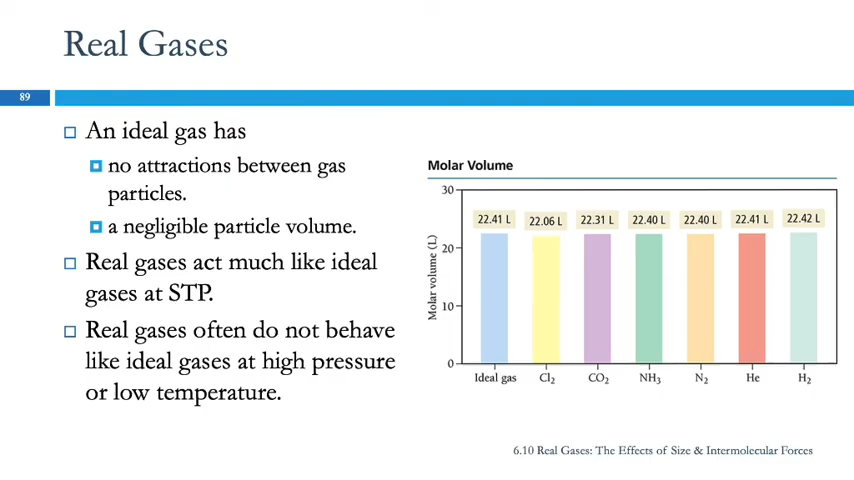 Real Gases
89
An ideal gas has
no attractions between gas
particles.
a negligible particle volume.
Real gases act much like ideal
gases at STP.
Real gases often do not behave
like ideal gases at high pressure
or low temperature.
Molar Volume
Molar volume (L)
30
20
10
0
22.41 L
22.06 L
22.31 L
22.40 L
22.40 L
22.41 L
22.42 L
Ideal gas
Cl₂
CO₂
NH₃
N₂
He
H₂
6.10 Real Gases: The Effects of Size & Intermolecular Forces